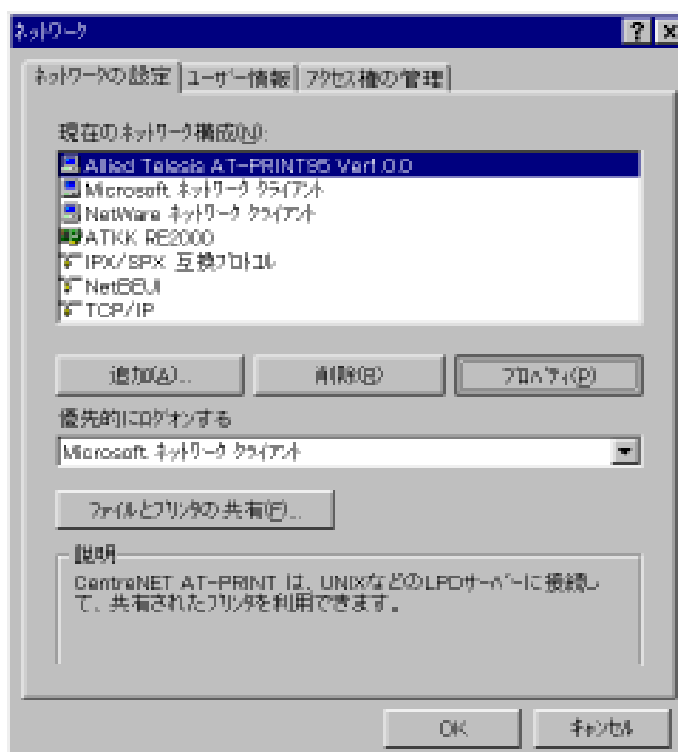 ネットワーク
ネットワークの設定 ユーザー情報 アクセス権の管理
現在のネットワーク構成(N):
Allied Telesis AT-PRINT95 Ver1.0.0
Microsoft ネットワーク クライアント
NetWare ネットワーク クライアント
ATKK RE2000
IPX/SPX 互換プロトコル
NetBEUI
TCP/IP
追加(A)... 削除(R) プロパティ(P)
優先的にログオンする
Microsoft ネットワーク クライアント
ファイルとプリンタの共有(F)...
説明
CentreNET AT-PRINT は、UNIXなどのLPDサーバーに接続し
て、共有されたプリンタを利用できます。
OK キャンセル